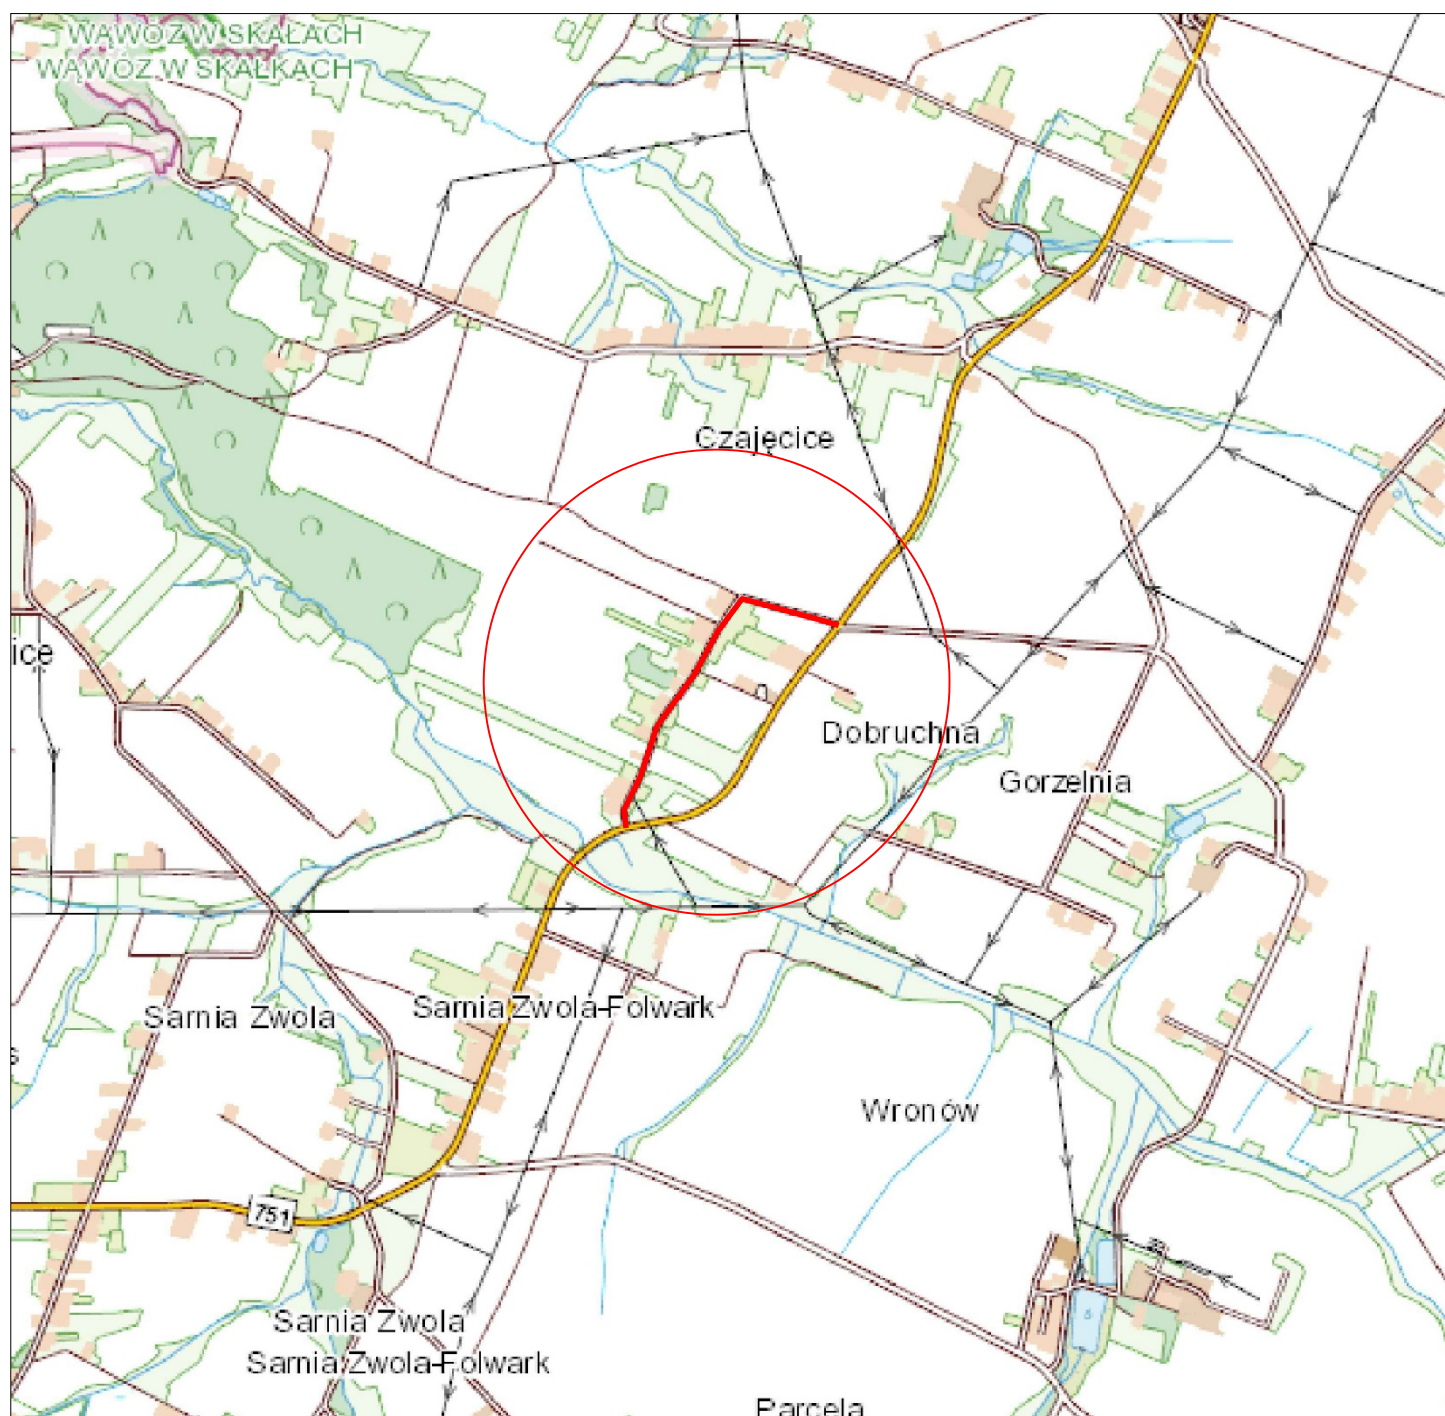 WĄWÓZ W SKAŁACH
WĄWÓZ W SKAŁKACH
Czajęcice
ice
Dobruchna
Gorzelnia
Sarnia Zwola-Folwark
Sarnia Zwola
s
Wronów
751
Sarnia Zwola
Sarnia Zwola-Folwark
Parcela